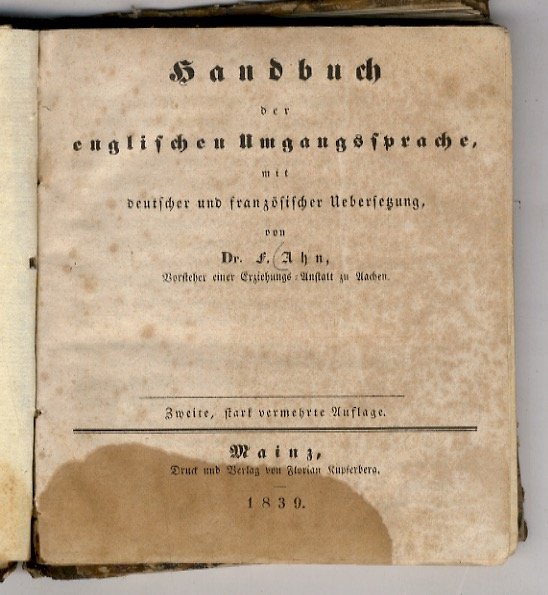 Handbuch
der
englischen Umgangssprache,
mit
deutscher und französischer Uebersetzung,
von
Dr. F. Ahn,
Vorsteher einer Erziehungs-Anstalt zu Aachen.
Zweite, stark vermehrte Auflage.
Mainz,
Druck und Verlag von Florian Kupferberg.
1839.